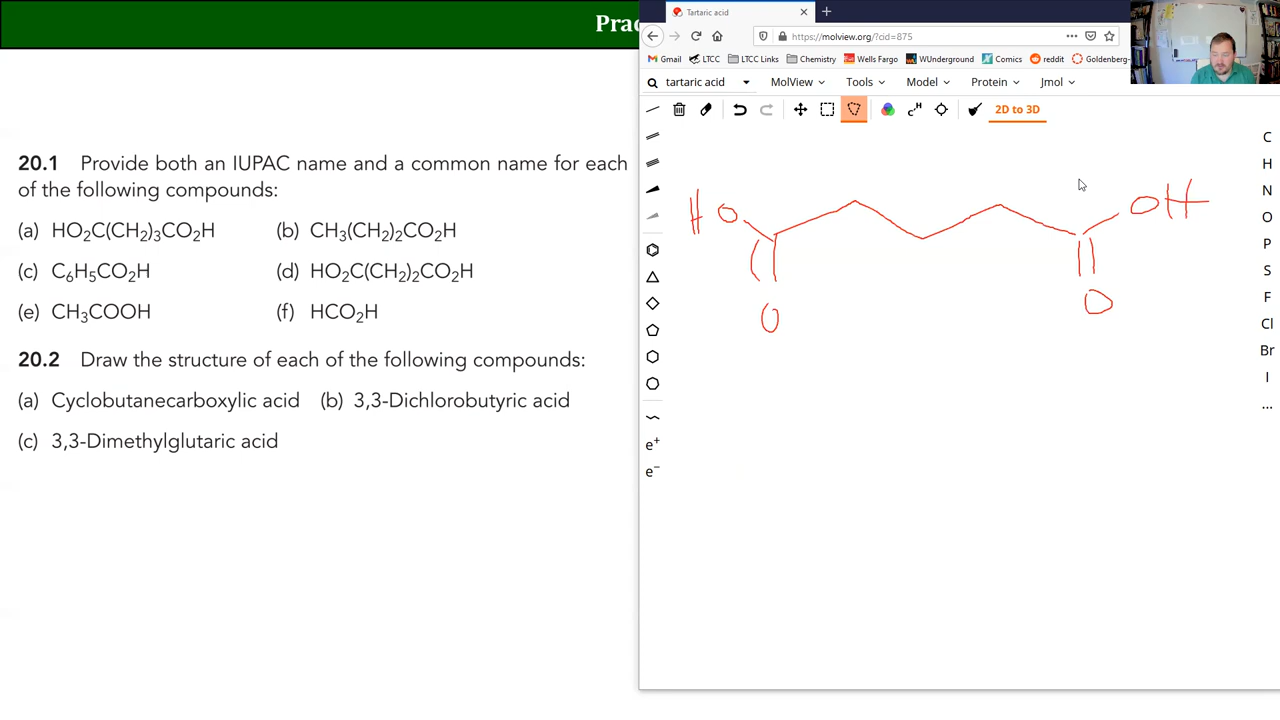 Prac
20.1 Provide both an IUPAC name and a common name for each
of the following compounds:
(a) HO₂C(CH₂)₃CO₂H (b) CH₃(CH₂)₂CO₂H
(c) C₆H₅CO₂H (d) HO₂C(CH₂)₂CO₂H
(e) CH₃COOH (f) HCO₂H
20.2 Draw the structure of each of the following compounds:
(a) Cyclobutanecarboxylic acid (b) 3,3-Dichlorobutyric acid
(c) 3,3-Dimethylglutaric acid
Tartaric acid
https://molview.org/?cid=875
Gmail LTCC LTCC Links Chemistry Wells Fargo WUnderground Comics reddit Goldenberg-
tartaric acid MolView Tools Model Protein Jmol
2D to 3D
C
H
N
O
P
S
F
Cl
Br
I
...
e⁺
e⁻
HO OH
O O